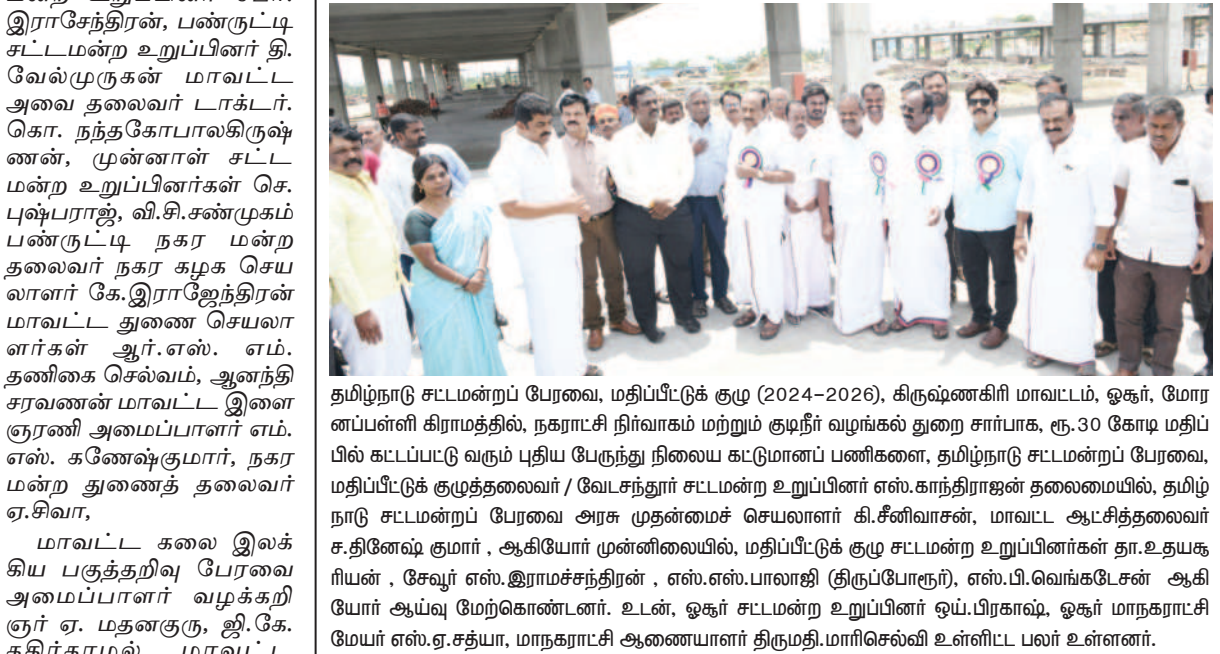 இராசேந்திரன், பண்ருட்டி
சட்டமன்ற உறுப்பினர் தி.
வேல்முருகன் மாவட்ட
அவை தலைவர் டாக்டர்.
கொ. நந்தகோபாலகிருஷ்
ணன், முன்னாள் சட்ட
மன்ற உறுப்பினர்கள் செ.
புஷ்பராஜ், வி.சி.சண்முகம்
பண்ருட்டி நகர மன்ற
தலைவர் நகர கழக செய
லாளர் கே.இராஜேந்திரன்
மாவட்ட துணை செயலா
ளர்கள் ஆர்.எஸ். எம்.
தணிகை செல்வம், ஆனந்தி
சரவணன் மாவட்ட இளை
ஞரணி அமைப்பாளர் எம்.
எஸ். கணேஷ்குமார், நகர
மன்ற துணைத் தலைவர்
ஏ.சிவா,
மாவட்ட கலை இலக்
கிய பகுத்தறிவு பேரவை
அமைப்பாளர் வழக்கறி
ஞர் ஏ. மதனகுரு, ஜி.கே.
தமிழ்நாடு சட்டமன்றப் பேரவை, மதிப்பீட்டுக் குழு (2024-2026), கிருஷ்ணகிரி மாவட்டம், ஓசூர், மோர
னப்பள்ளி கிராமத்தில், நகராட்சி நிர்வாகம் மற்றும் குடிநீர் வழங்கல் துறை சார்பாக, ரூ.30 கோடி மதிப்
பில் கட்டப்பட்டு வரும் புதிய பேருந்து நிலைய கட்டுமானப் பணிகளை, தமிழ்நாடு சட்டமன்றப் பேரவை,
மதிப்பீட்டுக் குழுத்தலைவர் / வேடசந்தூர் சட்டமன்ற உறுப்பினர் எஸ்.காந்திராஜன் தலைமையில், தமிழ்
நாடு சட்டமன்றப் பேரவை அரசு முதன்மைச் செயலாளர் கி.சீனிவாசன், மாவட்ட ஆட்சித்தலைவர்
ச.தினேஷ் குமார் , ஆகியோர் முன்னிலையில், மதிப்பீட்டுக் குழு சட்டமன்ற உறுப்பினர்கள் தா.உதயசூ
ரியன் , சேவூர் எஸ்.இராமச்சந்திரன் , எஸ்.எஸ்.பாலாஜி (திருப்போரூர்), எஸ்.பி.வெங்கடேசன் ஆகி
யோர் ஆய்வு மேற்கொண்டனர். உடன், ஓசூர் சட்டமன்ற உறுப்பினர் ஒய்.பிரகாஷ், ஓசூர் மாநகராட்சி
மேயர் எஸ்.ஏ.சத்யா, மாநகராட்சி ஆணையாளர் திருமதி.மாரிசெல்வி உள்ளிட்ட பலர் உள்ளனர்.